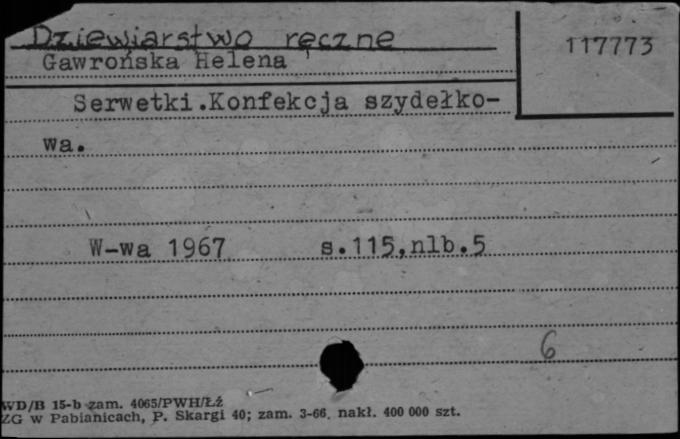 Dziewiarstwo ręczne
117773
Gawrońska Helena
Serwetki.Konfekcja szydełko-
wa.
W-wa 1967 s.115,nlb.5
6
WD/B 15-b zam. 4065/PWH/Łź
ZG w Pabianicach, P. Skargi 40; zam. 3-66. nakł. 400 000 szt.